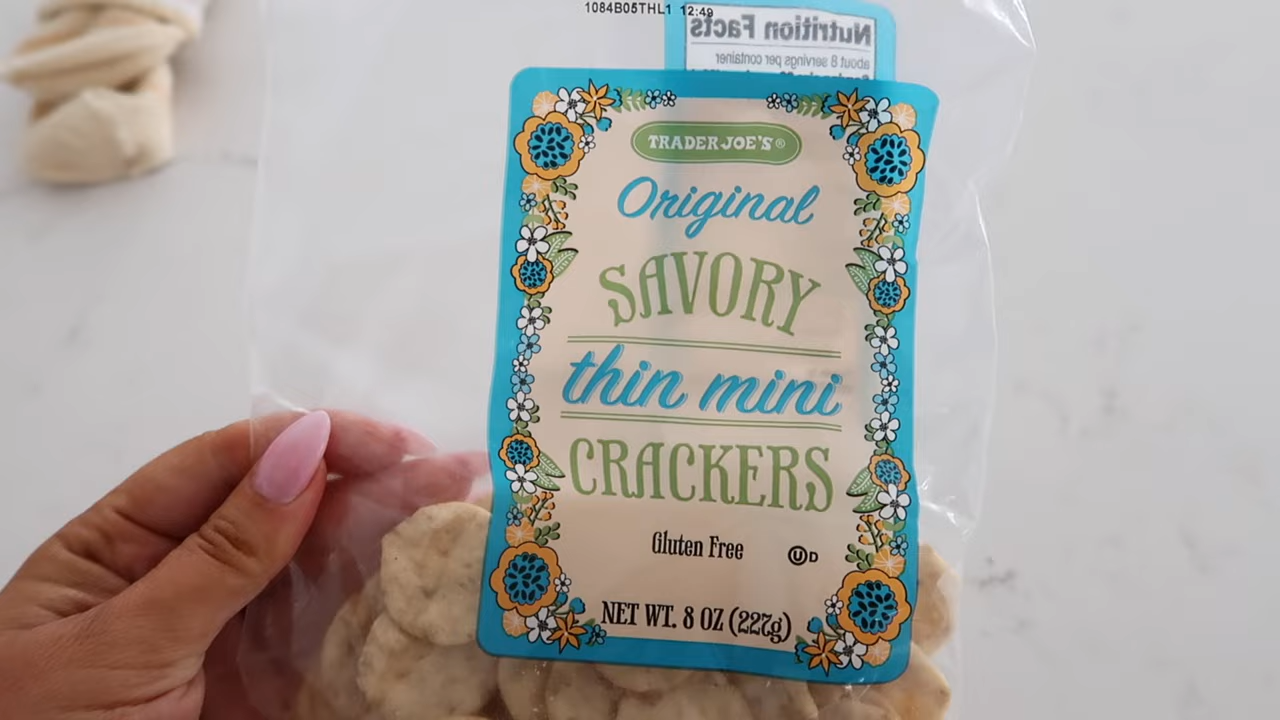 1084B05THL1 12:49
Nutrition Facts
about 8 servings per container
TRADER JOE'S®
Original
SAVORY
thin mini
CRACKERS
Gluten Free
U D
NET WT. 8 OZ (227g)